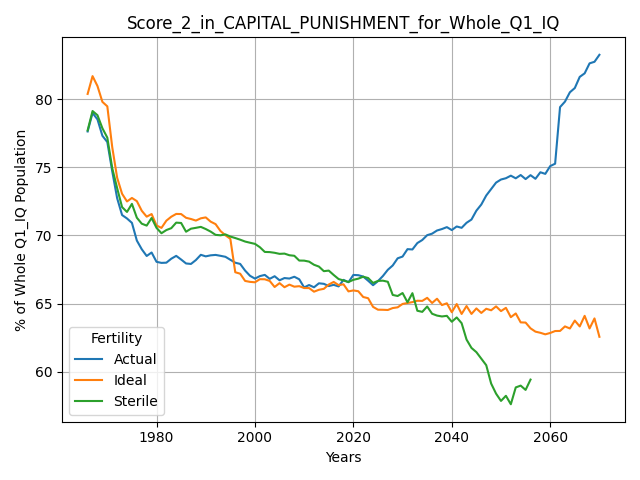 Score_2_in_CAPITAL_PUNISHMENT_for_Whole_Q1_IQ
% of Whole Q1_IQ Population
80
75
70
65
60
Fertility
Actual
Ideal
Sterile
1980
2000
2020
2040
2060
Years